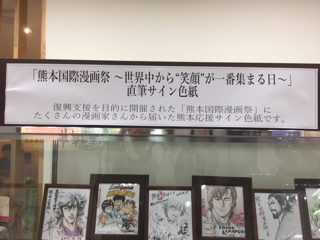 「熊本国際漫画祭 ～世界中から“笑顔”が一番集まる日～」
直筆サイン色紙
復興支援を目的に開催された「熊本国際漫画祭」に
たくさんの漫画家さんから届いた熊本応援サイン色紙です。